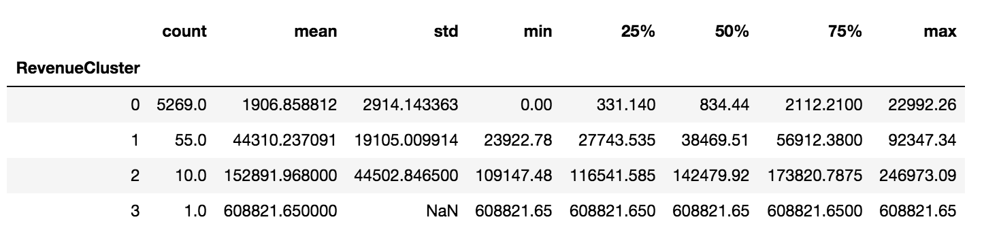 count mean std min 25% 50% 75% max
RevenueCluster
0 5269.0 1906.858812 2914.143363 0.00 331.140 834.44 2112.2100 22992.26
1 55.0 44310.237091 19105.009914 23922.78 27743.535 38469.51 56912.3800 92347.34
2 10.0 152891.968000 44502.846500 109147.48 116541.585 142479.92 173820.7875 246973.09
3 1.0 608821.650000 NaN 608821.65 608821.650 608821.65 608821.6500 608821.65